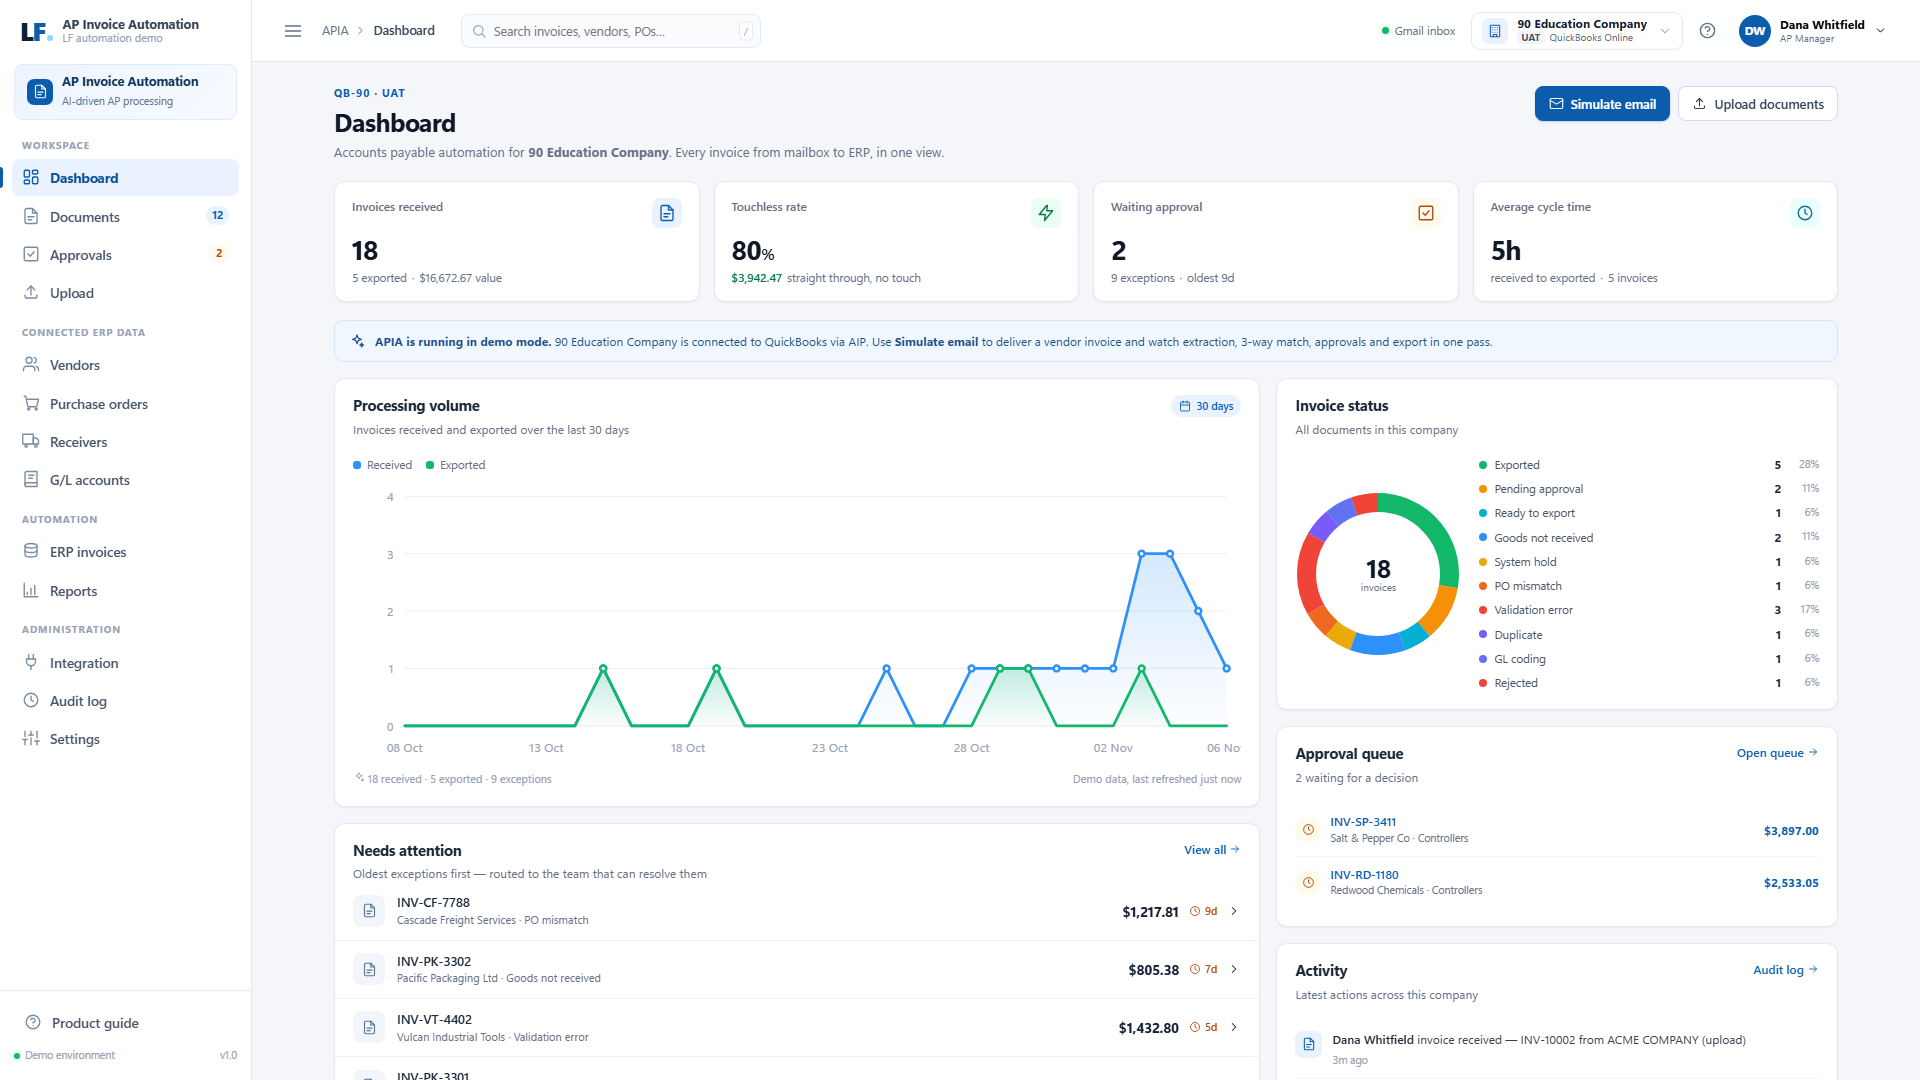 LF.
AP Invoice Automation
LF automation demo
AP Invoice Automation
AI-driven AP processing
WORKSPACE
Dashboard
Documents 12
Approvals 2
Upload
CONNECTED ERP DATA
Vendors
Purchase orders
Receivers
G/L accounts
AUTOMATION
ERP invoices
Reports
ADMINISTRATION
Integration
Audit log
Settings
Product guide
Demo environment v1.0
APIA > Dashboard
Search invoices, vendors, POs... /
Gmail inbox
90 Education Company
UAT QuickBooks Online
DW
Dana Whitfield
AP Manager
QB-90 · UAT
Dashboard
Accounts payable automation for 90 Education Company. Every invoice from mailbox to ERP, in one view.
Simulate email
Upload documents
Invoices received
18
5 exported · $16,672.67 value
Touchless rate
80%
$3,942.47 straight through, no touch
Waiting approval
2
9 exceptions · oldest 9d
Average cycle time
5h
received to exported · 5 invoices
APIA is running in demo mode. 90 Education Company is connected to QuickBooks via AIP. Use Simulate email to deliver a vendor invoice and watch extraction, 3-way match, approvals and export in one pass.
Processing volume
30 days
Invoices received and exported over the last 30 days
Received Exported
4
3
2
1
0
08 Oct 13 Oct 18 Oct 23 Oct 28 Oct 02 Nov 06 No
18 received · 5 exported · 9 exceptions
Demo data, last refreshed just now
Needs attention
View all
Oldest exceptions first — routed to the team that can resolve them
INV-CF-7788
Cascade Freight Services · PO mismatch
$1,217.81 9d
INV-PK-3302
Pacific Packaging Ltd · Goods not received
$805.38 7d
INV-VT-4402
Vulcan Industrial Tools · Validation error
$1,432.80 5d
INV-PK-3301
Invoice status
All documents in this company
18
invoices
Exported 5 28%
Pending approval 2 11%
Ready to export 1 6%
Goods not received 2 11%
System hold 1 6%
PO mismatch 1 6%
Validation error 3 17%
Duplicate 1 6%
GL coding 1 6%
Rejected 1 6%
Approval queue
Open queue
2 waiting for a decision
INV-SP-3411
Salt & Pepper Co · Controllers
$3,897.00
INV-RD-1180
Redwood Chemicals · Controllers
$2,533.05
Activity
Audit log
Latest actions across this company
Dana Whitfield invoice received — INV-10002 from ACME COMPANY (upload)
3m ago